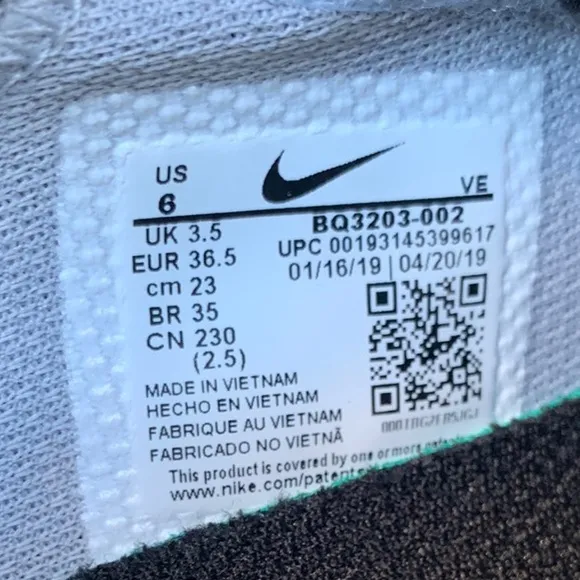 US
6
VE
UK 3.5
EUR 36.5
cm 23
BR 35
CN 230
(2.5)
BQ3203-002
UPC 00193145399617
01/16/19 | 04/20/19
MADE IN VIETNAM
HECHO EN VIETNAM
FABRIQUE AU VIETNAM
FABRICADO NO VIETNÃ
This product is covered by one or more
www.nike.com/patent